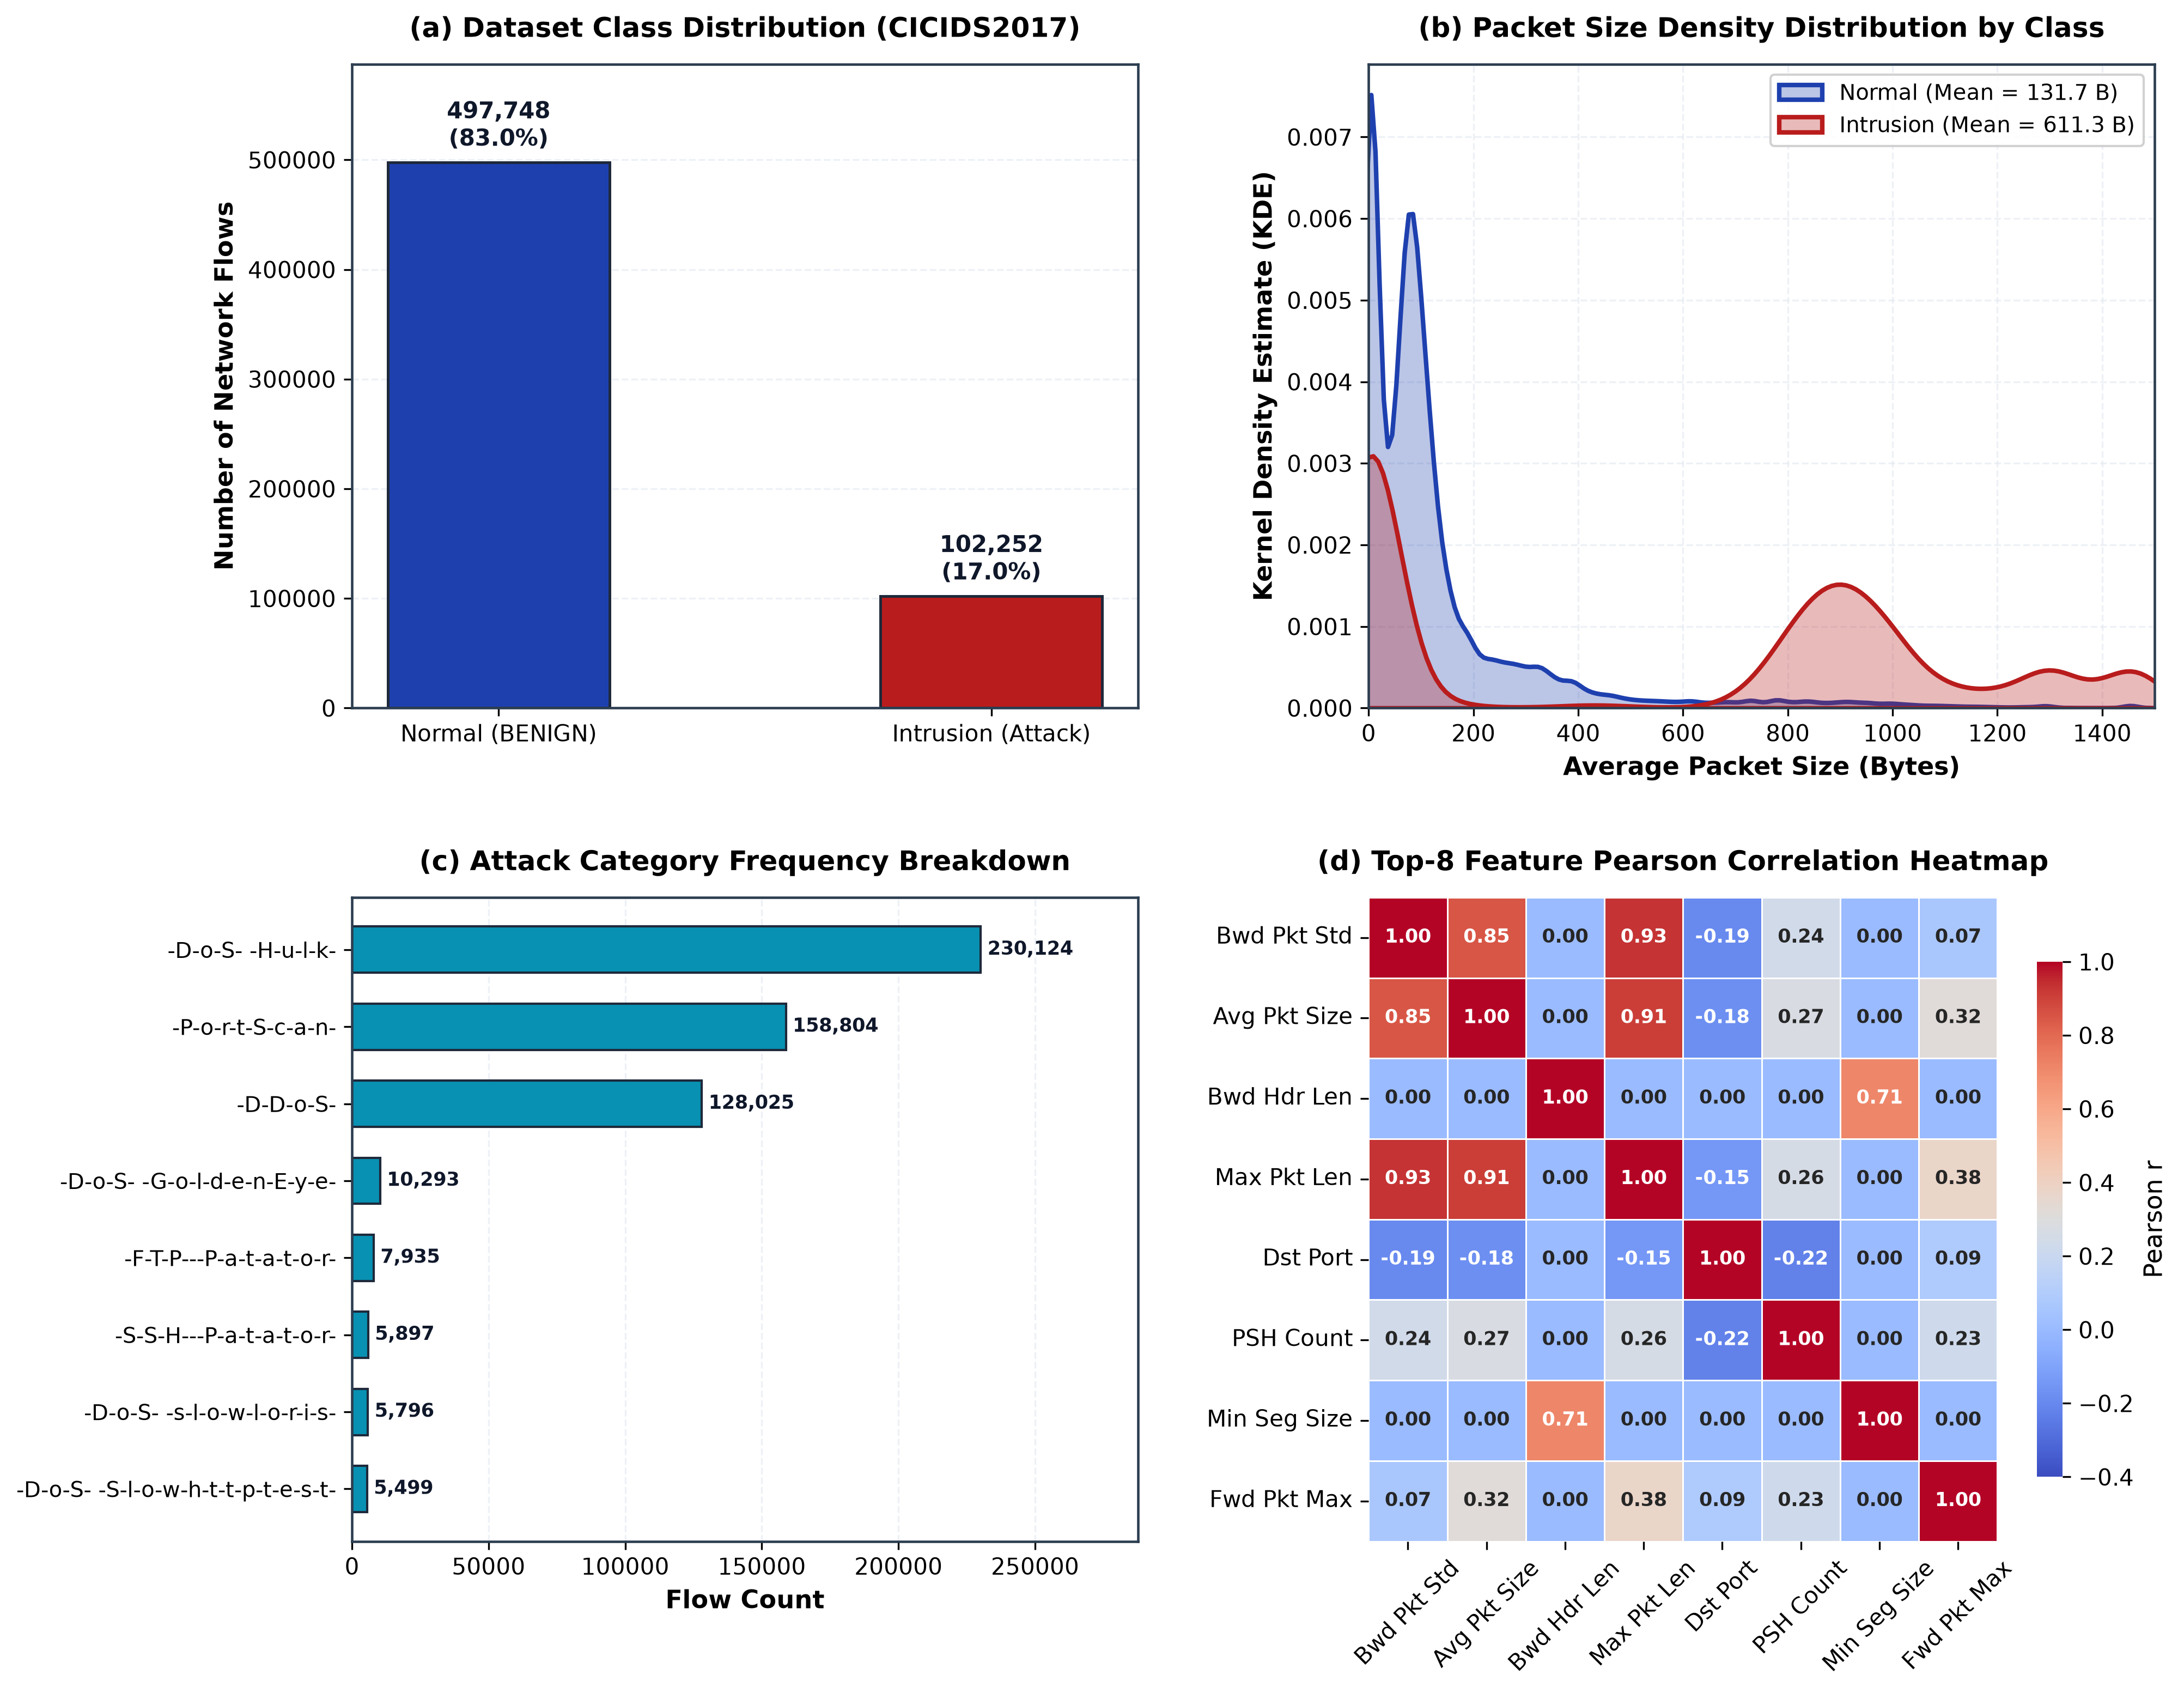 (a) Dataset Class Distribution (CICIDS2017)
Number of Network Flows
500000
400000
300000
200000
100000
0
497,748
(83.0%)
102,252
(17.0%)
Normal (BENIGN)
Intrusion (Attack)
(b) Packet Size Density Distribution by Class
Kernel Density Estimate (KDE)
0.007
0.006
0.005
0.004
0.003
0.002
0.001
0.000
Normal (Mean = 131.7 B)
Intrusion (Mean = 611.3 B)
0 200 400 600 800 1000 1200 1400
Average Packet Size (Bytes)
(c) Attack Category Frequency Breakdown
-D-o-S- -H-u-l-k- 230,124
-P-o-r-t-S-c-a-n- 158,804
-D-D-o-S- 128,025
-D-o-S- -G-o-l-d-e-n-E-y-e- 10,293
-F-T-P---P-a-t-a-t-o-r- 7,935
-S-S-H---P-a-t-a-t-o-r- 5,897
-D-o-S- -s-l-o-w-l-o-r-i-s- 5,796
-D-o-S- -S-l-o-w-h-t-t-p-t-e-s-t- 5,499
0 50000 100000 150000 200000 250000
Flow Count
(d) Top-8 Feature Pearson Correlation Heatmap
Bwd Pkt Std 1.00 0.85 0.00 0.93 -0.19 0.24 0.00 0.07
Avg Pkt Size 0.85 1.00 0.00 0.91 -0.18 0.27 0.00 0.32
Bwd Hdr Len 0.00 0.00 1.00 0.00 0.00 0.00 0.71 0.00
Max Pkt Len 0.93 0.91 0.00 1.00 -0.15 0.26 0.00 0.38
Dst Port -0.19 -0.18 0.00 -0.15 1.00 -0.22 0.00 0.09
PSH Count 0.24 0.27 0.00 0.26 -0.22 1.00 0.00 0.23
Min Seg Size 0.00 0.00 0.71 0.00 0.00 0.00 1.00 0.00
Fwd Pkt Max 0.07 0.32 0.00 0.38 0.09 0.23 0.00 1.00
Bwd Pkt Std
Avg Pkt Size
Bwd Hdr Len
Max Pkt Len
Dst Port
PSH Count
Min Seg Size
Fwd Pkt Max
1.0
0.8
0.6
0.4
0.2
0.0
−0.2
−0.4
Pearson r